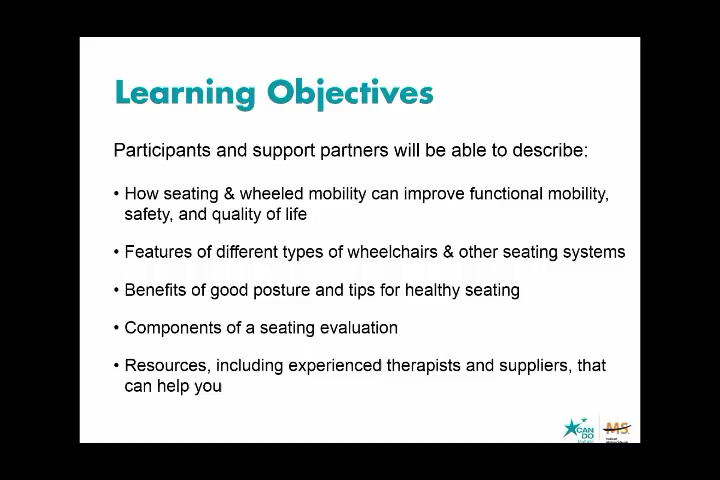 Learning Objectives
Participants and support partners will be able to describe:
• How seating & wheeled mobility can improve functional mobility,
safety, and quality of life
• Features of different types of wheelchairs & other seating systems
• Benefits of good posture and tips for healthy seating
• Components of a seating evaluation
• Resources, including experienced therapists and suppliers, that
can help you
CAN
DO
MS